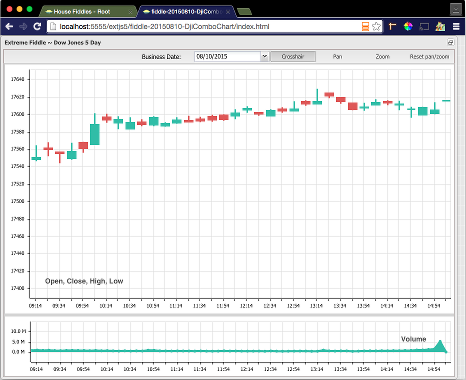 House Fiddles - Root
fiddle-20150810-DjiCombo
localhost:5555/extjs5/fiddle-20150810-DjiComboChart/index.html
Extreme Fiddle ~ Dow Jones 5 Day
Business Date: 08/10/2015 Crosshair Pan Zoom Reset pan/zoom
17640
17620
17600
17580
17560
17540
17520
17500
17480
17460
17440
17420
17400
Open, Close, High, Low
09:14 09:34 09:54 10:14 10:34 10:54 11:14 11:34 11:54 12:14 12:34 12:54 13:14 13:34 13:54 14:14 14:34 14:54
Volume
10.0 M
5.0 M
0.0 M
09:14 09:34 09:54 10:14 10:34 10:54 11:14 11:34 11:54 12:14 12:34 12:54 13:14 13:34 13:54 14:14 14:34 14:54